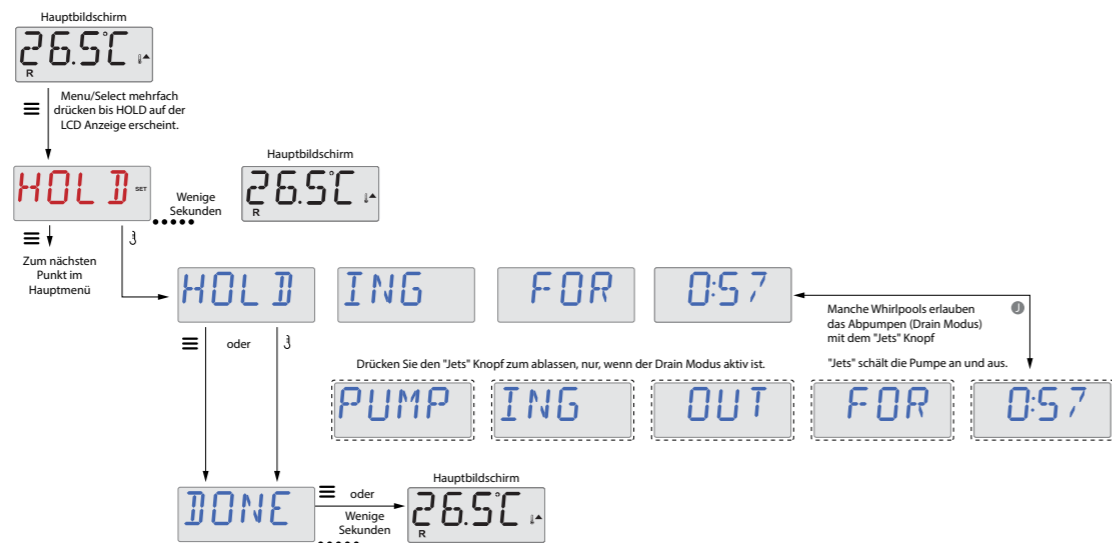 Hauptbildschirm
26.5°C
R
Menu/Select mehrfach
drücken bis HOLD auf der
LCD Anzeige erscheint.
HOLD SET
Wenige
Sekunden
Hauptbildschirm
26.5°C
R
Zum nächsten
Punkt im
Hauptmenü
HOLD ING FOR 0:57
Manche Whirlpools erlauben
das Abpumpen (Drain Modus)
mit dem "Jets" Knopf
J
"Jets" schält die Pumpe an und aus.
oder
Drücken Sie den "Jets" Knopf zum ablassen, nur, wenn der Drain Modus aktiv ist.
PUMP ING OUT FOR 0:57
DONE
oder
Wenige
Sekunden
Hauptbildschirm
26.5°C
R